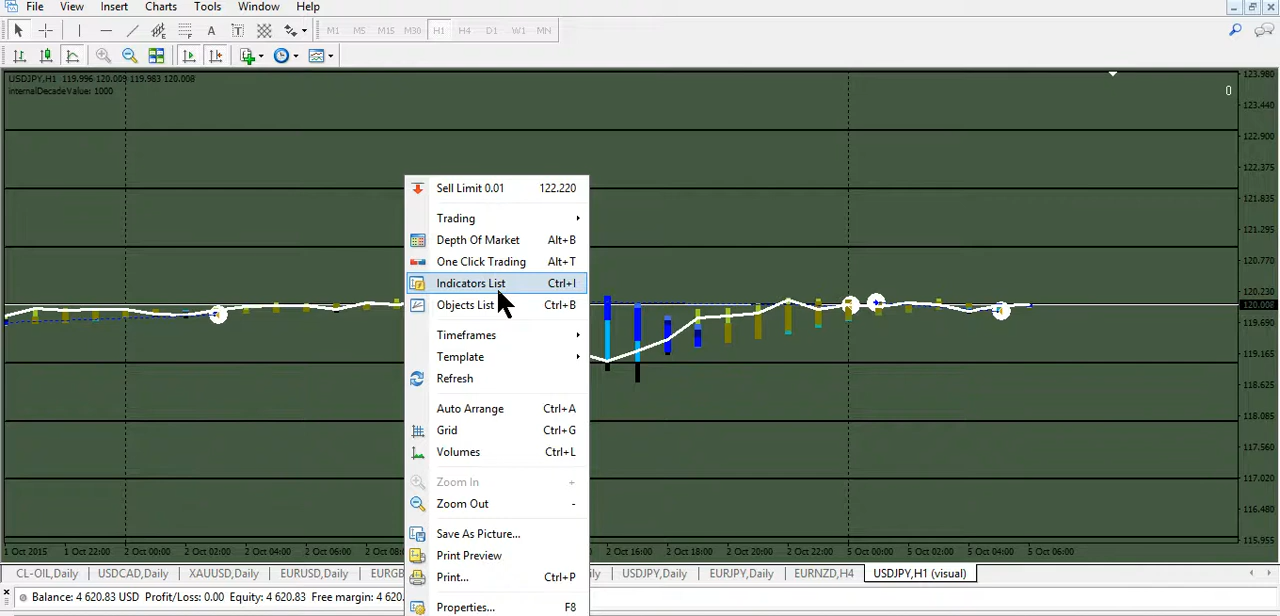 File View Insert Charts Tools Window Help
A T M1 M5 M15 M30 H1 H4 D1 W1 MN
USDJPY,H1 119.996 120.009 119.983 120.008
internalDecadeValue: 1000
0
123.980
123.440
122.910
122.375
121.835
121.295
120.770
120.230
120.008
119.690
119.165
118.625
118.085
117.560
117.020
116.480
115.955
Sell Limit 0.01 122.220
Trading
Depth Of Market Alt+B
One Click Trading Alt+T
Indicators List Ctrl+I
Objects List Ctrl+B
Timeframes
Template
Refresh
Auto Arrange Ctrl+A
Grid Ctrl+G
Volumes Ctrl+L
Zoom In +
Zoom Out -
Save As Picture...
Print Preview
Print... Ctrl+P
Properties... F8
1 Oct 2015 1 Oct 22:00 2 Oct 00:00 2 Oct 02:00 2 Oct 04:00 2 Oct 06:00 2 Oct 08:0 2 Oct 16:00 2 Oct 18:00 2 Oct 20:00 2 Oct 22:00 5 Oct 00:00 5 Oct 02:00 5 Oct 04:00 5 Oct 06:00
CL-OIL,Daily USDCAD,Daily XAUUSD,Daily EURUSD,Daily EURGB ly USDJPY,Daily EURJPY,Daily EURNZD,H4 USDJPY,H1 (visual)
Balance: 4 620.83 USD Profit/Loss: 0.00 Equity: 4 620.83 Free margin: 4 620.